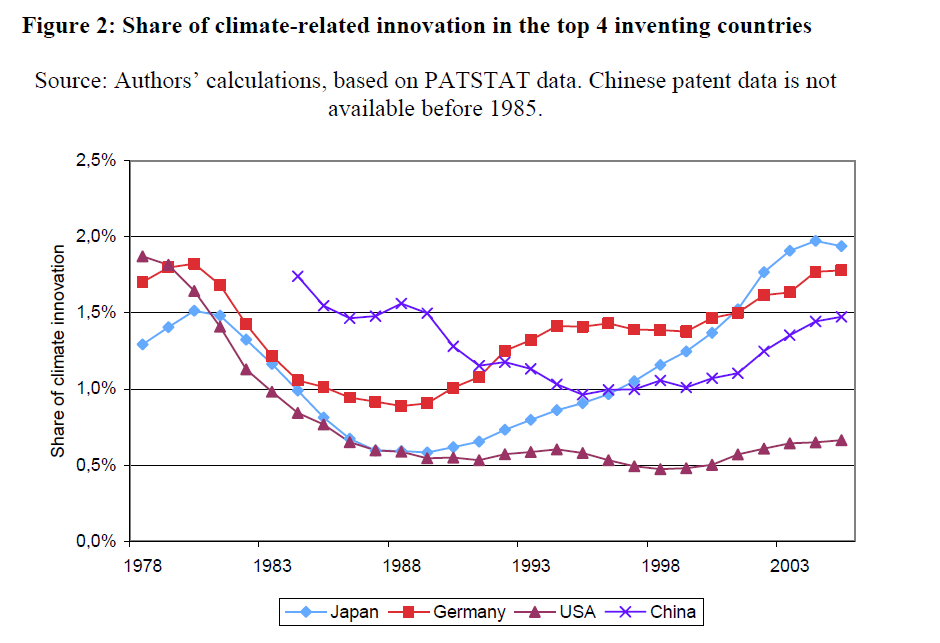 Figure 2: Share of climate-related innovation in the top 4 inventing countries
Source: Authors’ calculations, based on PATSTAT data. Chinese patent data is not
available before 1985.
2,5%
2,0%
1,5%
1,0%
0,5%
0,0%
Share of climate innovation
1978 1983 1988 1993 1998 2003
Japan Germany USA China